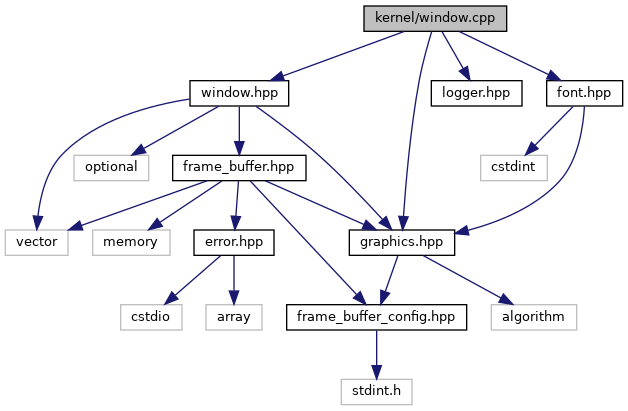 kernel/window.cpp
window.hpp
logger.hpp
font.hpp
optional
frame_buffer.hpp
cstdint
vector
memory
error.hpp
graphics.hpp
cstdio
array
frame_buffer_config.hpp
algorithm
stdint.h